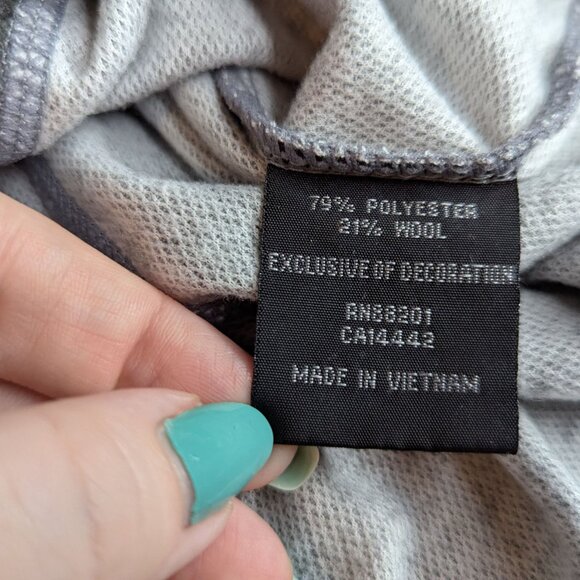 79% POLYESTER
21% WOOL
EXCLUSIVE OF DECORATION
RN88201
CA14442
MADE IN VIETNAM